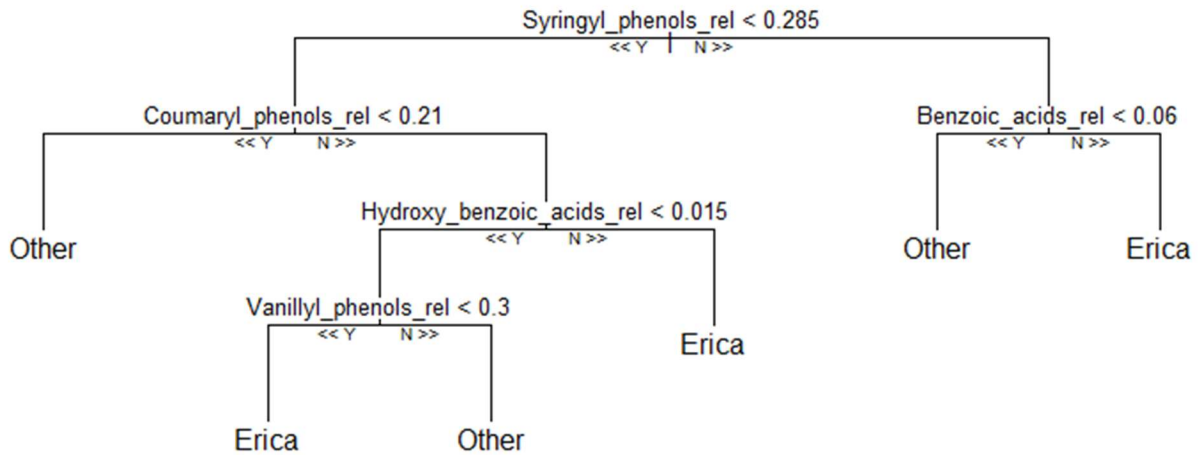 Syringyl_phenols_rel < 0.285
<< Y N >>
Coumaryl_phenols_rel < 0.21
<< Y N >>
Benzoic_acids_rel < 0.06
<< Y N >>
Other
Hydroxy_benzoic_acids_rel < 0.015
<< Y N >>
Other
Erica
Vanillyl_phenols_rel < 0.3
<< Y N >>
Erica
Erica
Other